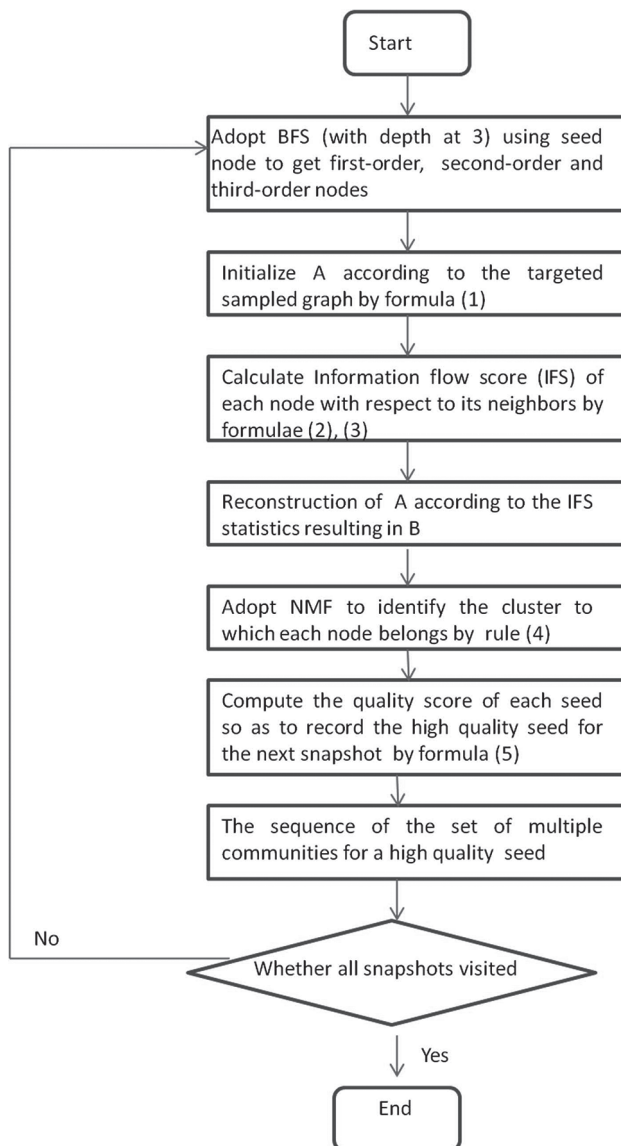 Start
Adopt BFS (with depth at 3) using seed
node to get first-order, second-order and
third-order nodes
Initialize A according to the targeted
sampled graph by formula (1)
Calculate Information flow score (IFS) of
each node with respect to its neighbors by
formulae (2), (3)
Reconstruction of A according to the IFS
statistics resulting in B
Adopt NMF to identify the cluster to
which each node belongs by rule (4)
Compute the quality score of each seed
so as to record the high quality seed for
the next snapshot by formula (5)
The sequence of the set of multiple
communities for a high quality seed
No
Whether all snapshots visited
Yes
End